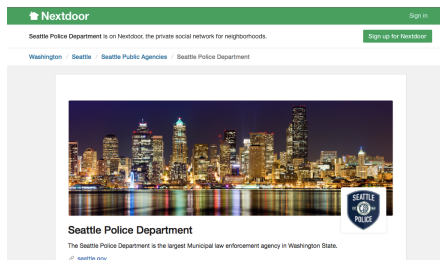 Nextdoor
Sign in
Seattle Police Department is on Nextdoor, the private social network for neighborhoods.
Sign up for Nextdoor
Washington / Seattle / Seattle Public Agencies / Seattle Police Department
SEATTLE
POLICE
Seattle Police Department
The Seattle Police Department is the largest Municipal law enforcement agency in Washington State.
seattle.gov